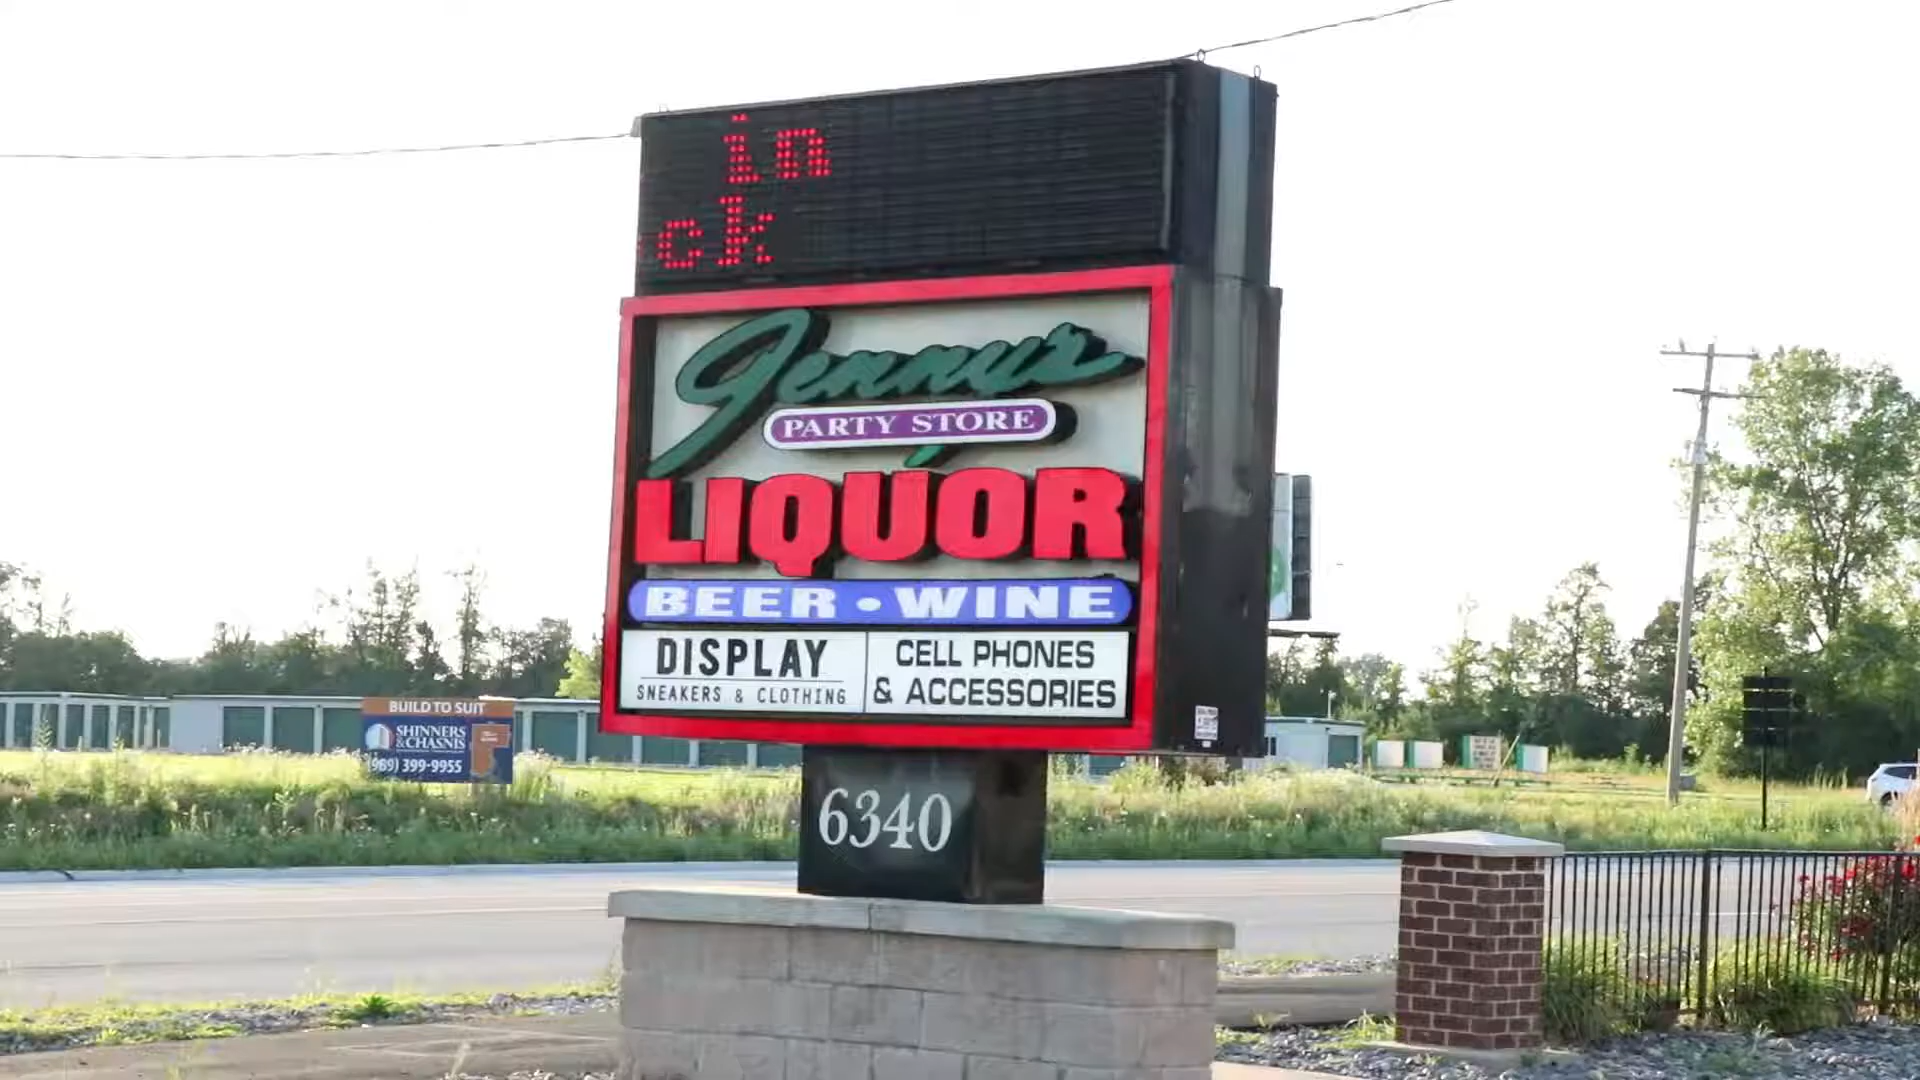 in
ck
Jenny's
PARTY STORE
LIQUOR
BEER • WINE
DISPLAY
SNEAKERS & CLOTHING
CELL PHONES
& ACCESSORIES
6340
BUILD TO SUIT
SHINNERS
& CHASNIS
(989) 399-9955